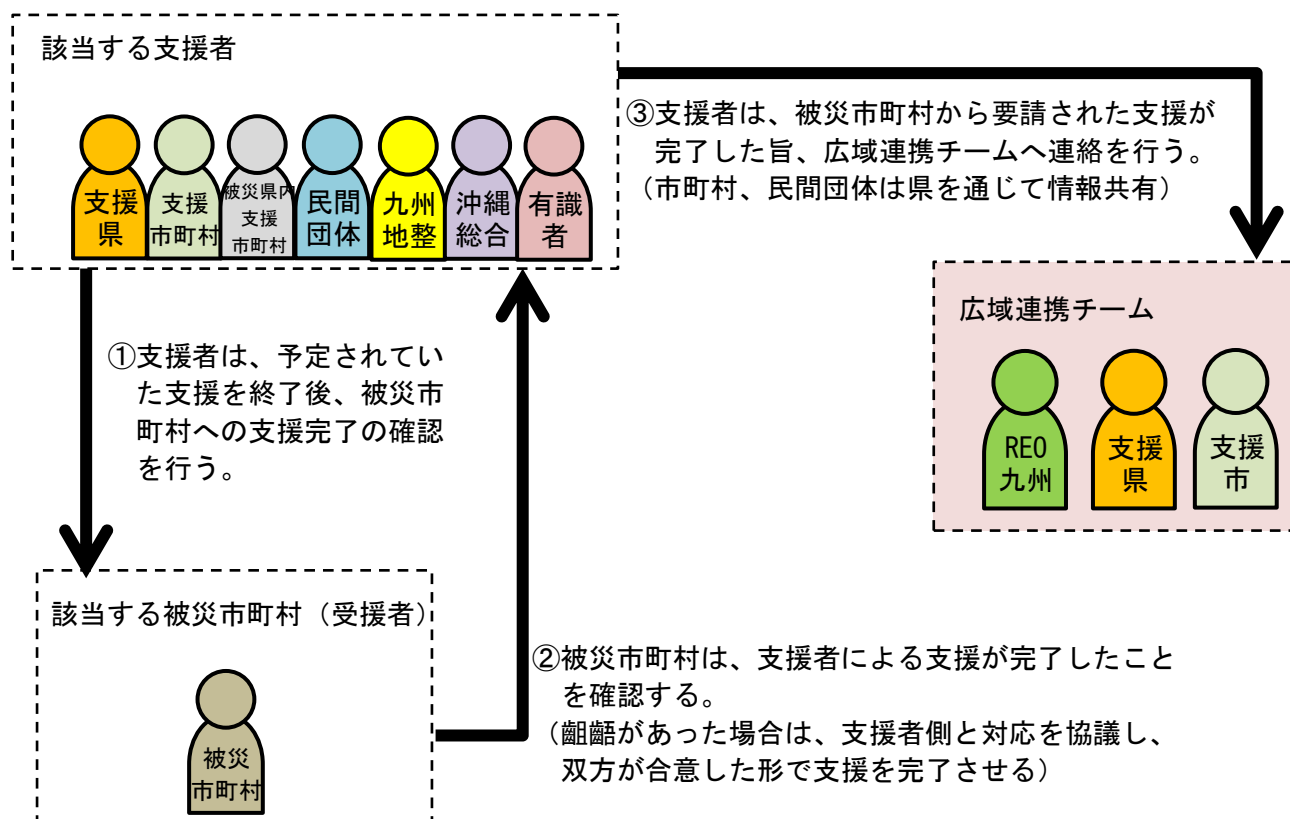 該当する支援者
支援
県
支援
市町村
被災県内
支援
市町村
民間
団体
九州
地整
沖縄
総合
有識
者
③支援者は、被災市町村から要請された支援が
完了した旨、広域連携チームへ連絡を行う。
（市町村、民間団体は県を通じて情報共有）
広域連携チーム
REO
九州
支援
県
支援
市
①支援者は、予定されてい
た支援を終了後、被災市
町村への支援完了の確認
を行う。
該当する被災市町村（受援者）
被災
市町村
②被災市町村は、支援者による支援が完了したこと
を確認する。
（齟齬があった場合は、支援者側と対応を協議し、
双方が合意した形で支援を完了させる）